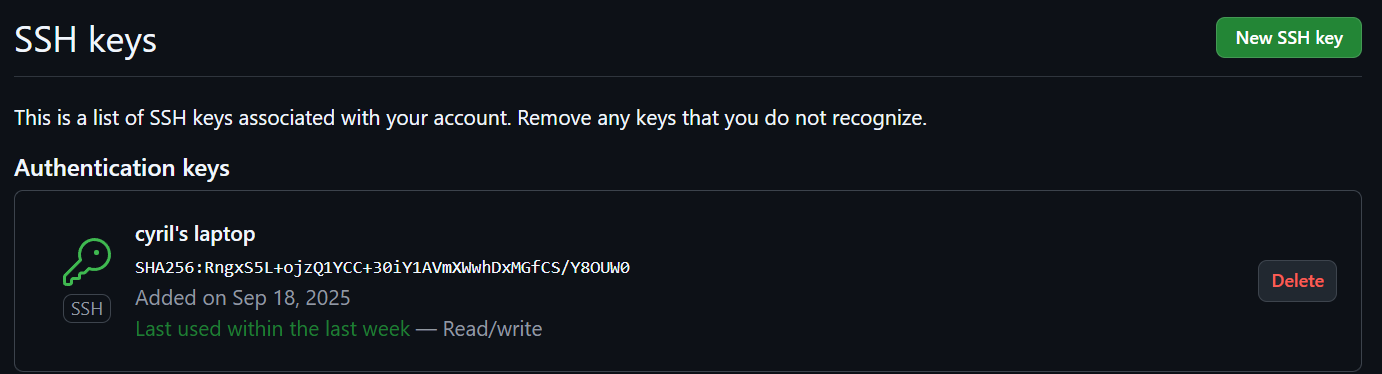 SSH keys
New SSH key
This is a list of SSH keys associated with your account. Remove any keys that you do not recognize.
Authentication keys
cyril's laptop
SHA256:RngxS5L+ojzQ1YCC+30iY1AVmXWwhDxMGfCS/Y8OUW0
Added on Sep 18, 2025
Last used within the last week — Read/write
SSH
Delete